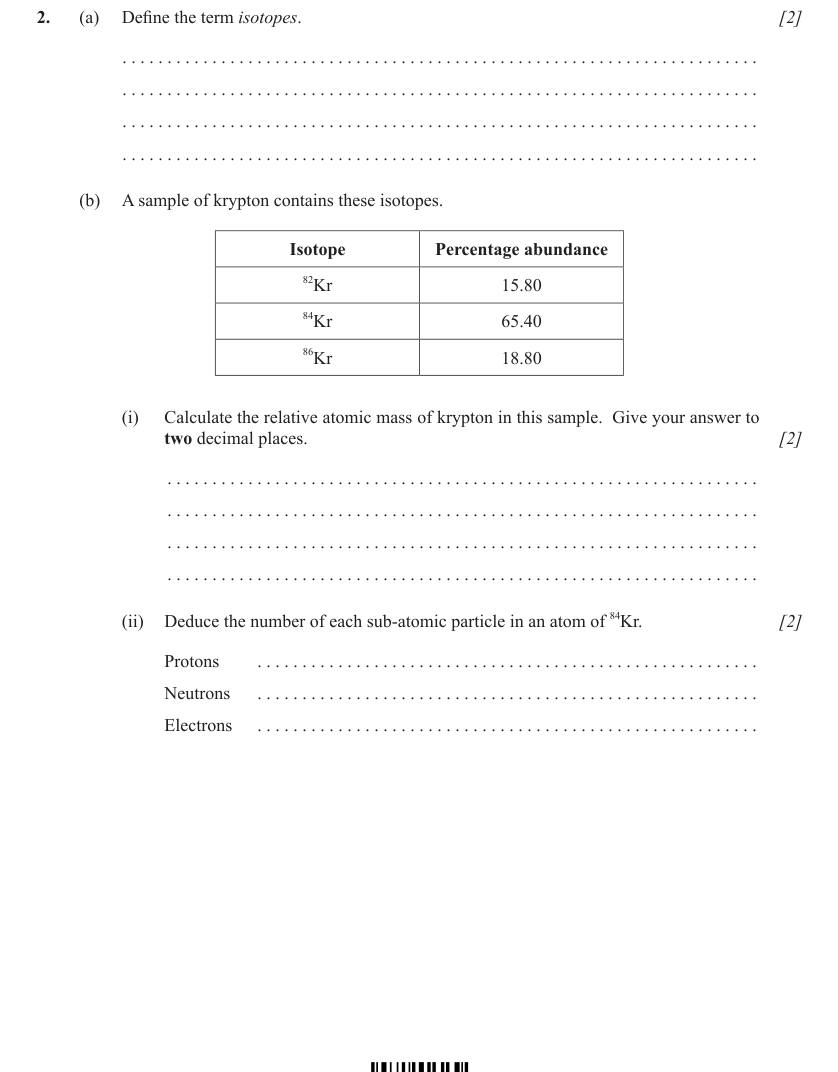 2. (a) Define the term isotopes. [2]
(b) A sample of krypton contains these isotopes.
Isotope Percentage abundance
⁸²Kr 15.80
⁸⁴Kr 65.40
⁸⁶Kr 18.80
(i) Calculate the relative atomic mass of krypton in this sample. Give your answer to
two decimal places. [2]
(ii) Deduce the number of each sub-atomic particle in an atom of ⁸⁴Kr. [2]
Protons
Neutrons
Electrons